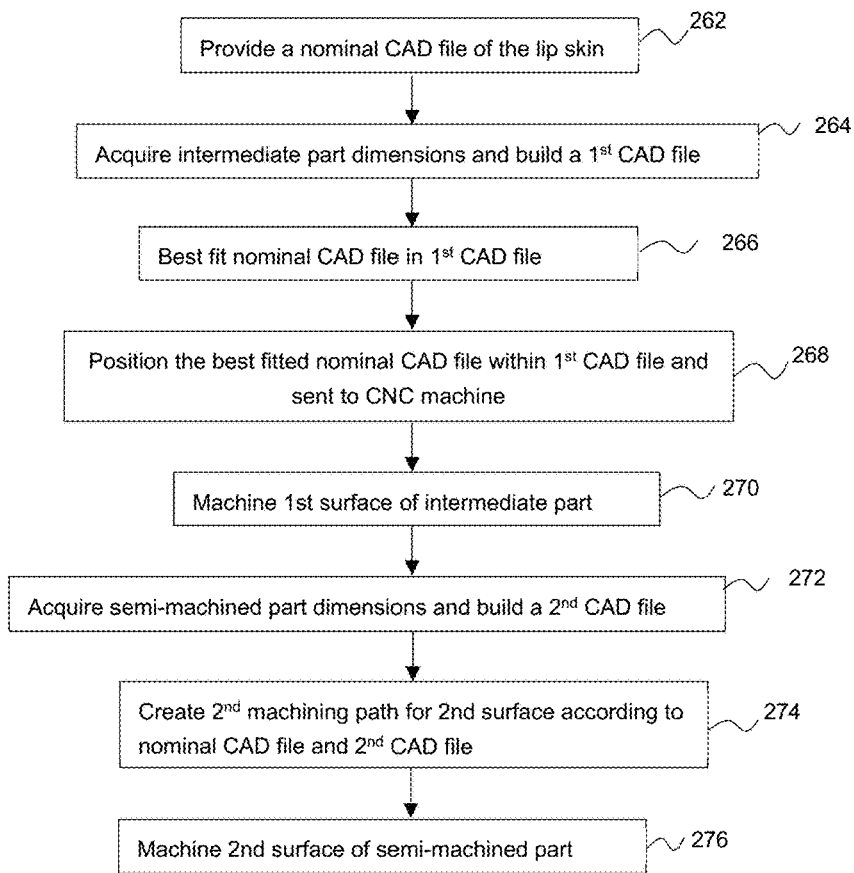 262
Provide a nominal CAD file of the lip skin
264
Acquire intermediate part dimensions and build a 1st CAD file
266
Best fit nominal CAD file in 1st CAD file
Position the best fitted nominal CAD file within 1st CAD file and
268
sent to CNC machine
270
Machine 1st surface of intermediate part
272
Acquire semi-machined part dimensions and build a 2nd CAD file
Create 2nd machining path for 2nd surface according to
274
nominal CAD file and 2nd CAD file
276
Machine 2nd surface of semi-machined part